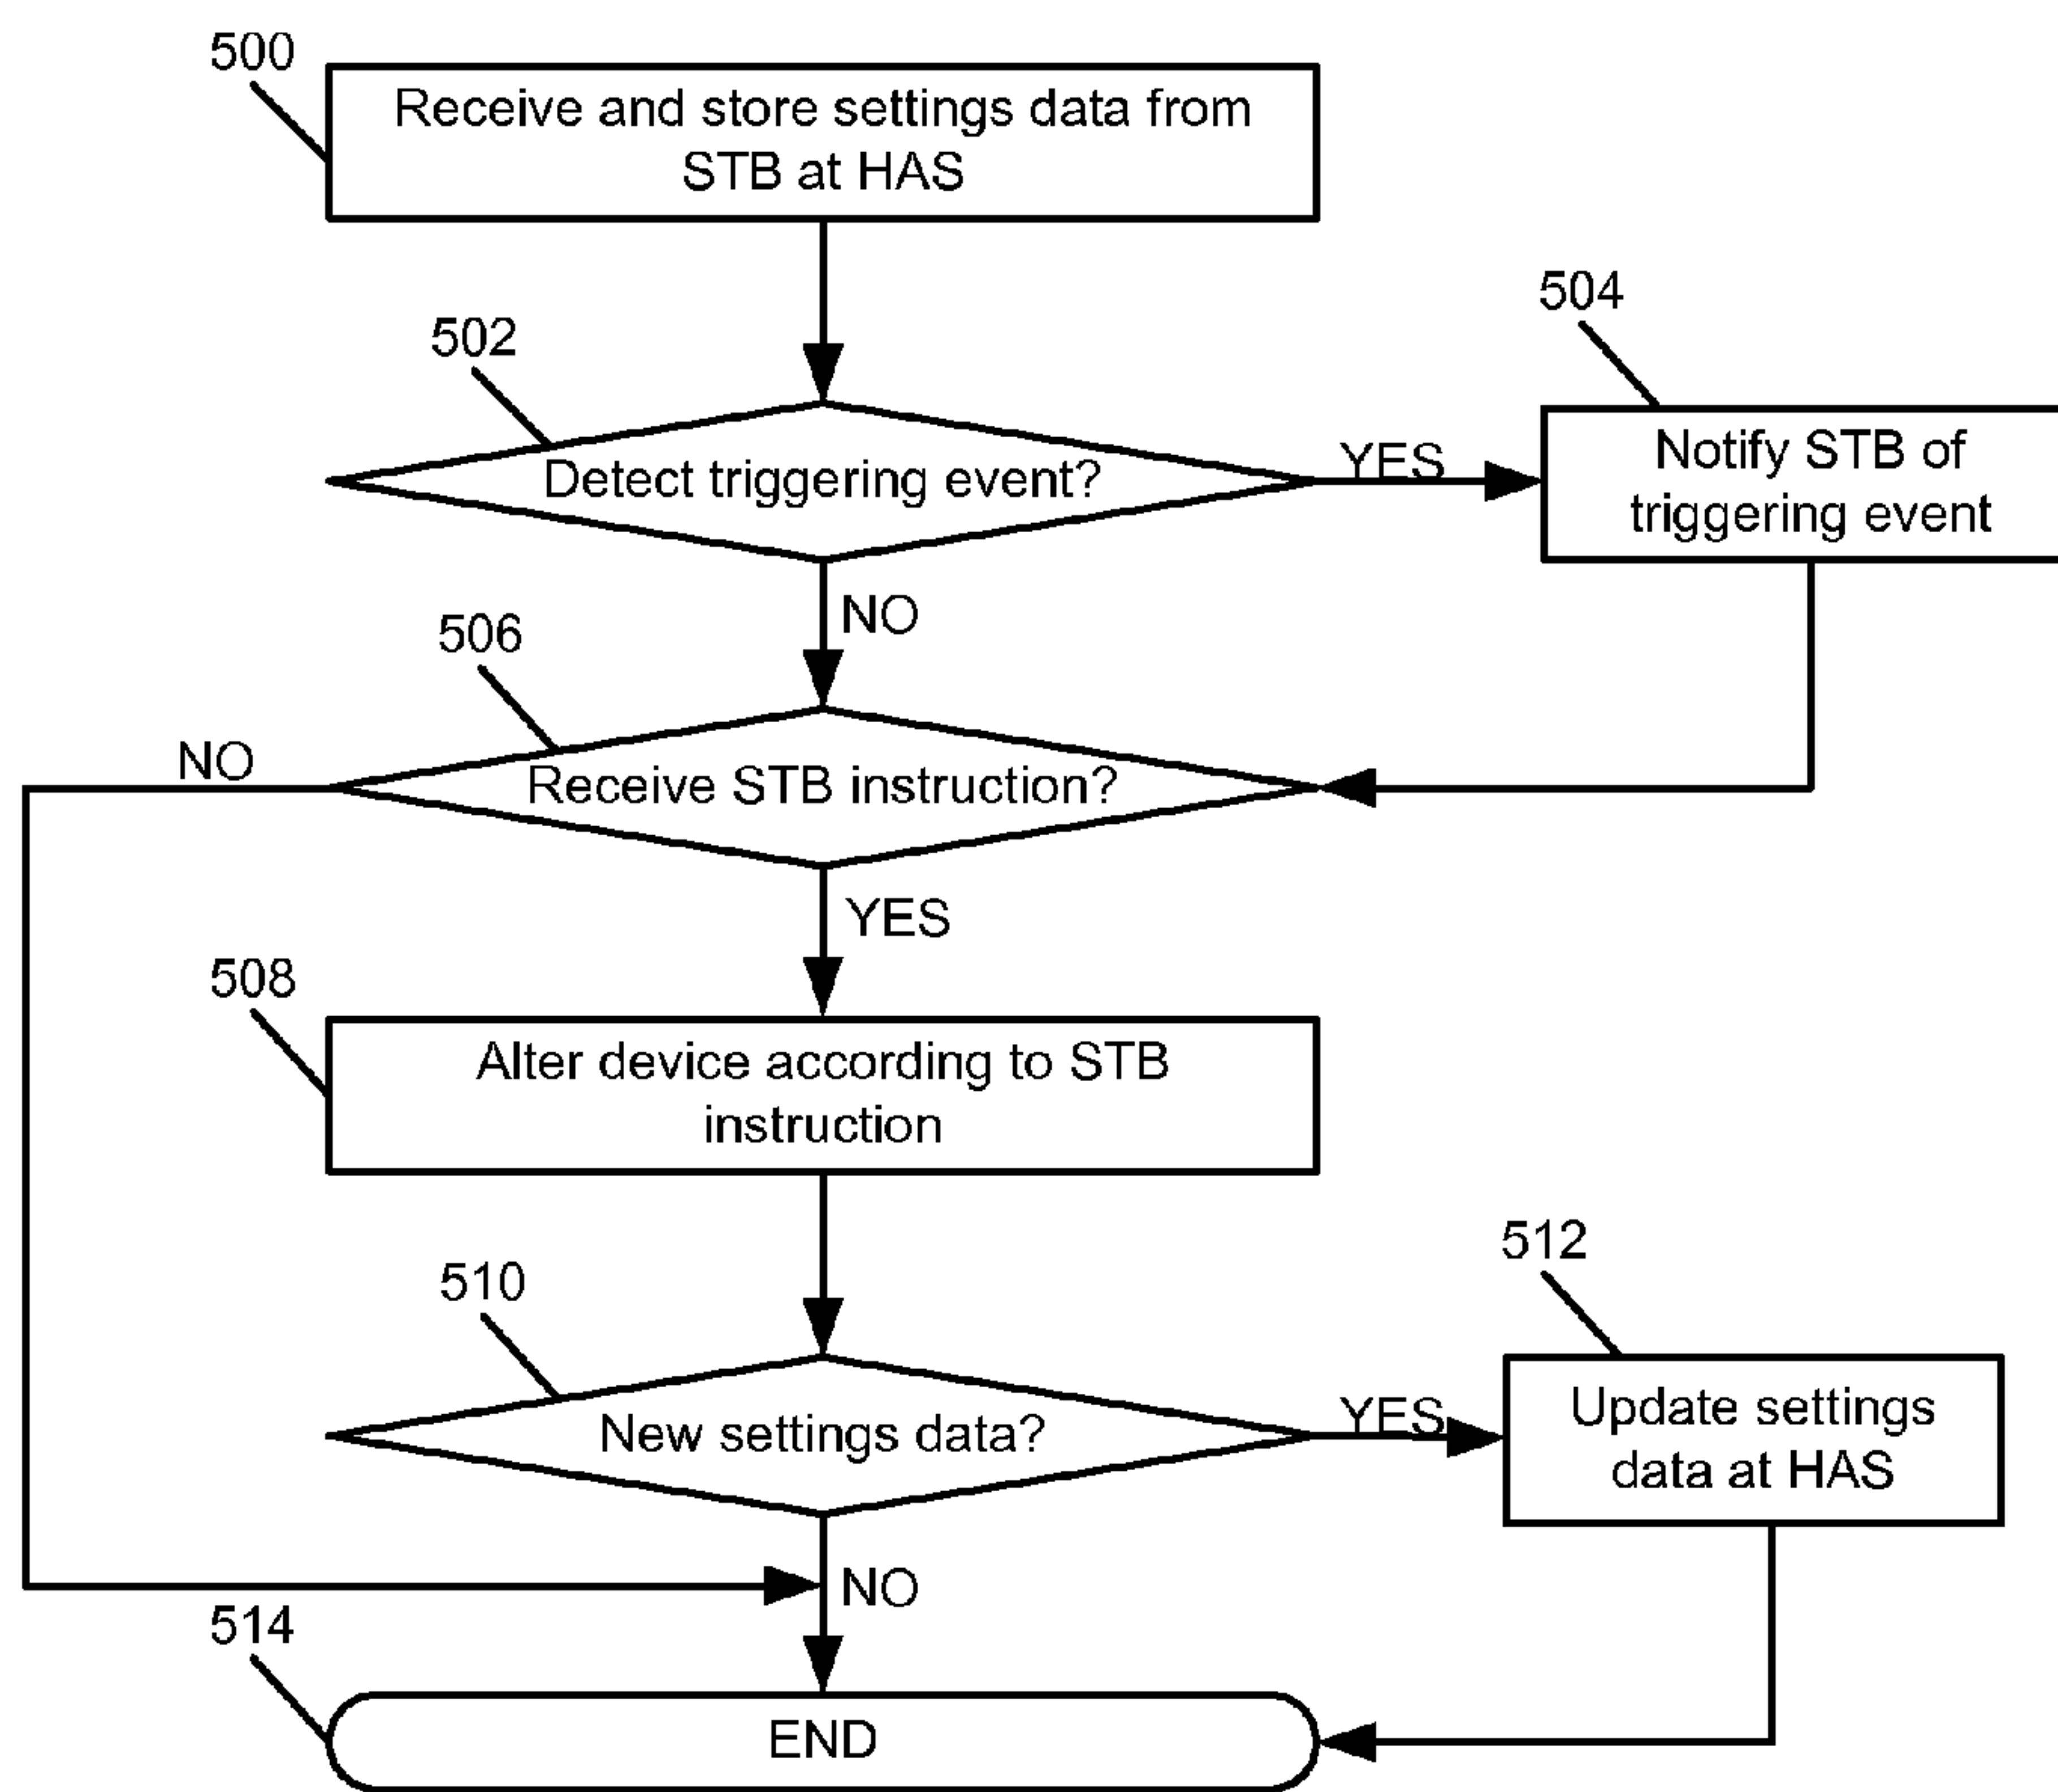 500
Receive and store settings data from
STB at HAS
502
Detect triggering event?
YES
504
Notify STB of
triggering event
NO
506
Receive STB instruction?
NO
YES
508
Alter device according to STB
instruction
510
New settings data?
YES
512
Update settings
data at HAS
NO
514
END